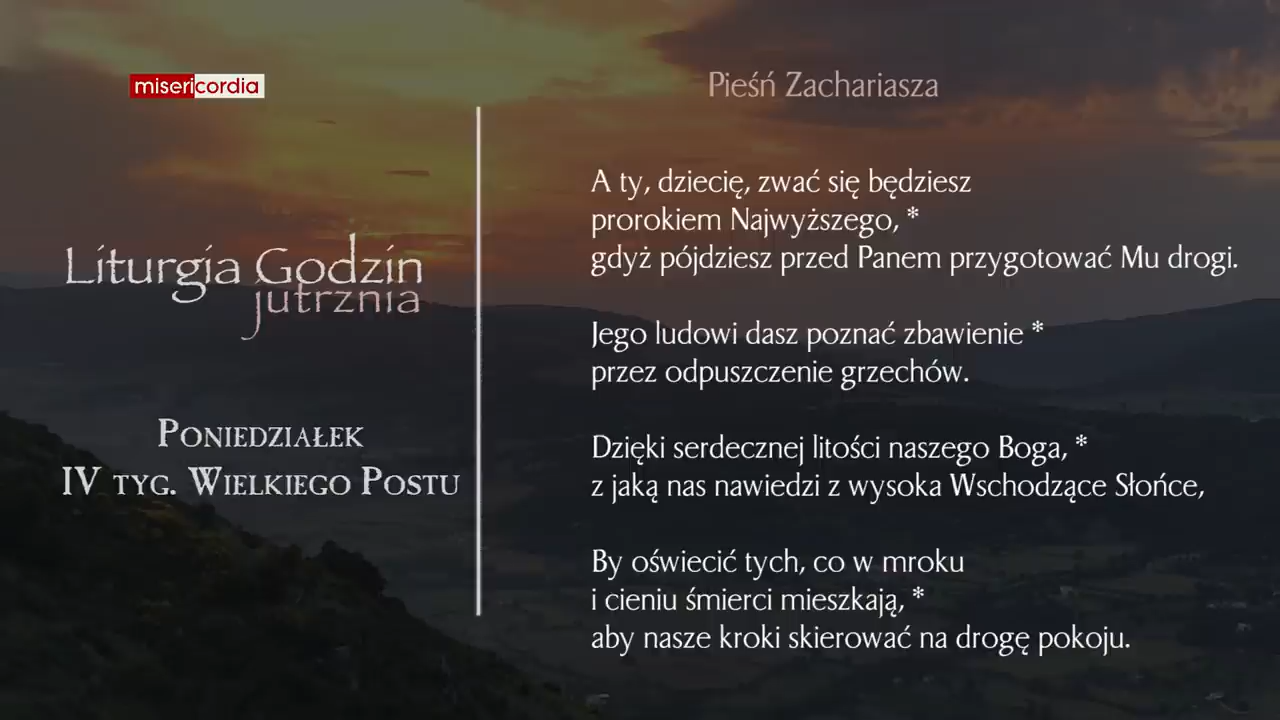 misericordia
Liturgia Godzin
jutrznia
Poniedziałek
IV tyg. Wielkiego Postu
Pieśń Zachariasza
A ty, dziecię, zwać się będziesz
prorokiem Najwyższego, *
gdyż pójdziesz przed Panem przygotować Mu drogi.
Jego ludowi dasz poznać zbawienie *
przez odpuszczenie grzechów.
Dzięki serdecznej litości naszego Boga, *
z jaką nas nawiedzi z wysoka Wschodzące Słońce,
By oświecić tych, co w mroku
i cieniu śmierci mieszkają, *
aby nasze kroki skierować na drogę pokoju.